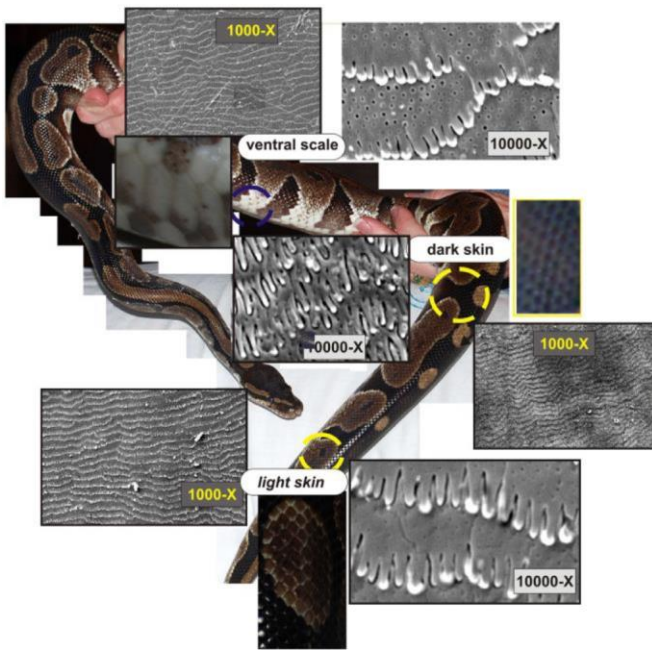 1000-X
10000-X
ventral scale
dark skin
10000-X
1000-X
1000-X
light skin
10000-X